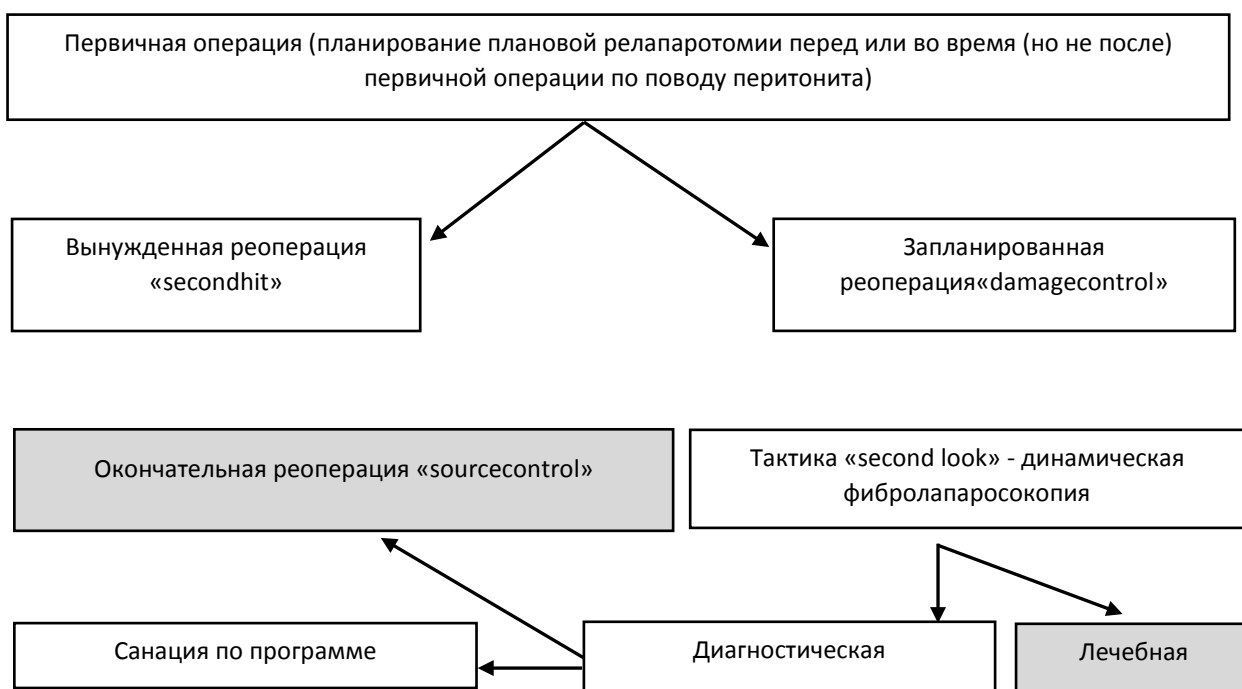 Первичная операция (планирование плановой релапаротомии перед или во время (но не после)
первичной операции по поводу перитонита)
Вынужденная реоперация
«secondhit»
Запланированная
реоперация«damagecontrol»
Окончательная реоперация «sourcecontrol»
Тактика «second look» - динамическая
фибролапаросокопия
Санация по программе
Диагностическая
Лечебная